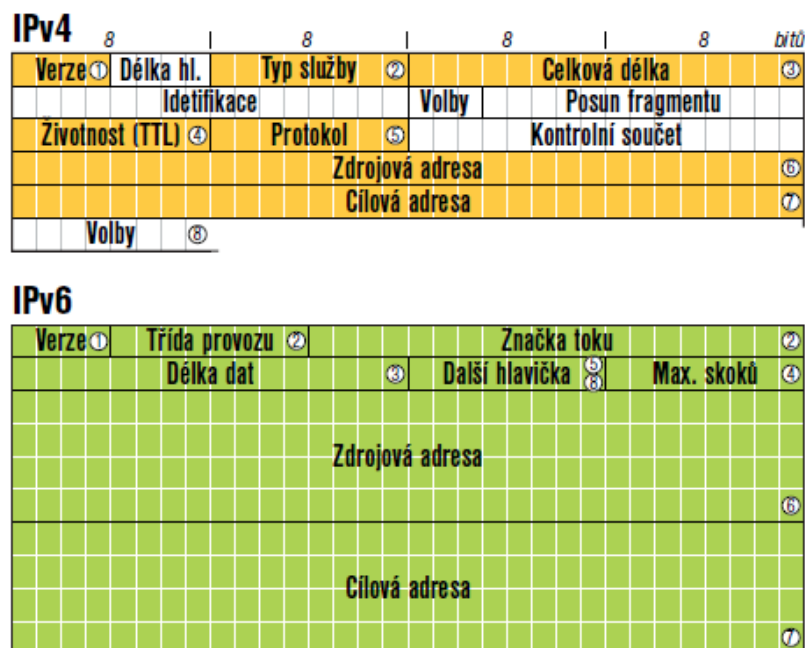 IPv4
8 8 8 8 bitů
Verze ① Délka hl. Typ služby ② Celková délka ③
Idetifikace Volby Posun fragmentu
Životnost (TTL) ④ Protokol ⑤ Kontrolní součet
Zdrojová adresa ⑥
Cílová adresa ⑦
Volby ⑧
IPv6
Verze ① Třída provozu ② Značka toku ②
Délka dat ③ Další hlavička ⑤ ⑧ Max. skoků ④
Zdrojová adresa
⑥
Cílová adresa
⑦